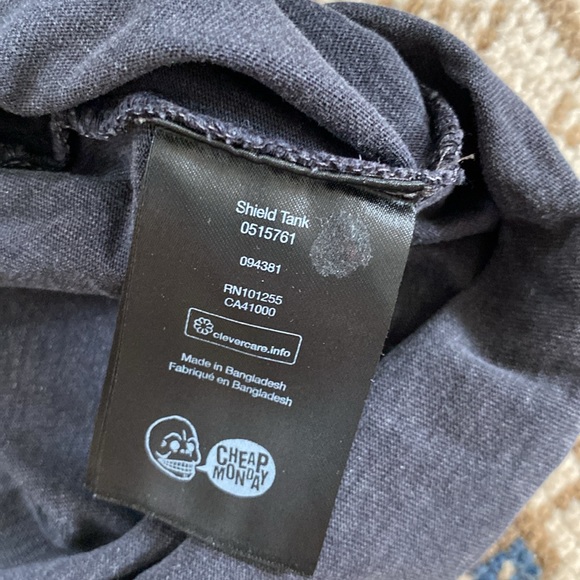 Shield Tank
0515761
094381
RN101255
CA41000
clevercare.info
Made in Bangladesh
Fabriqué en Bangladesh
CHEAP
MONDAY